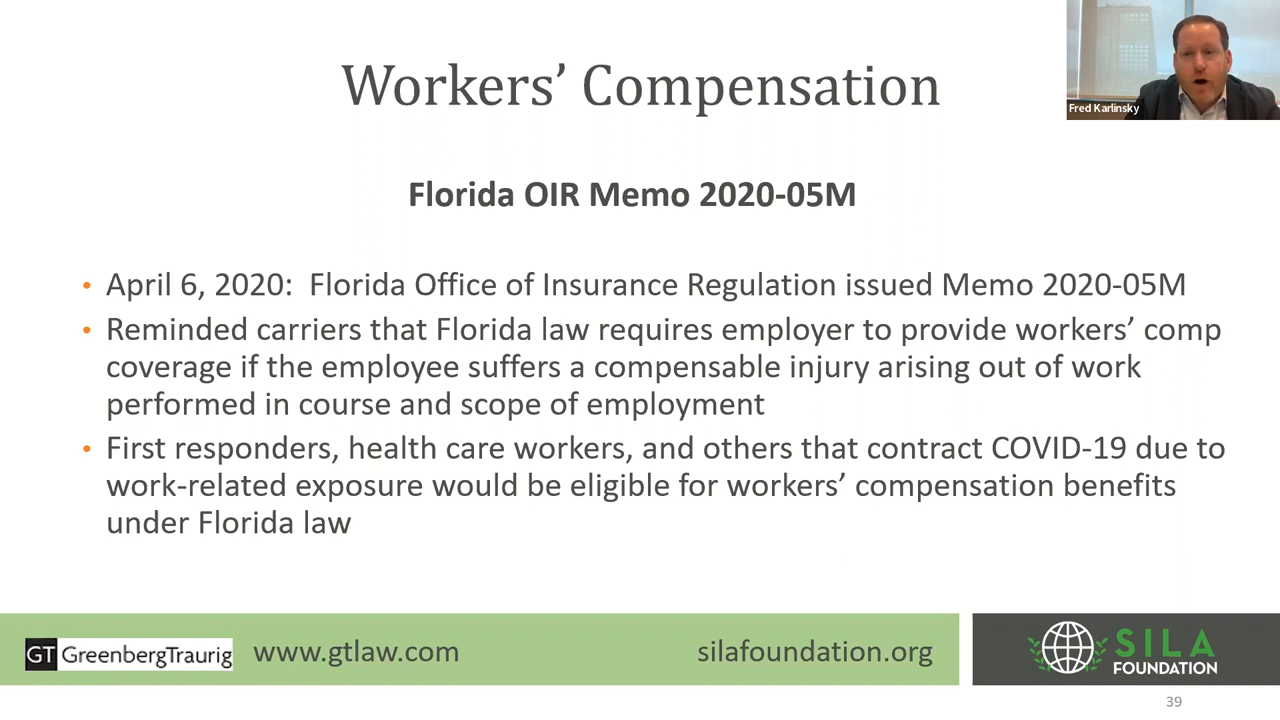 Workers’ Compensation
Fred Karlinsky
Florida OIR Memo 2020-05M
• April 6, 2020:  Florida Office of Insurance Regulation issued Memo 2020-05M
• Reminded carriers that Florida law requires employer to provide workers’ comp
coverage if the employee suffers a compensable injury arising out of work
performed in course and scope of employment
• First responders, health care workers, and others that contract COVID-19 due to
work-related exposure would be eligible for workers’ compensation benefits
under Florida law
GT GreenbergTraurig www.gtlaw.com silafoundation.org
SILA
FOUNDATION
39